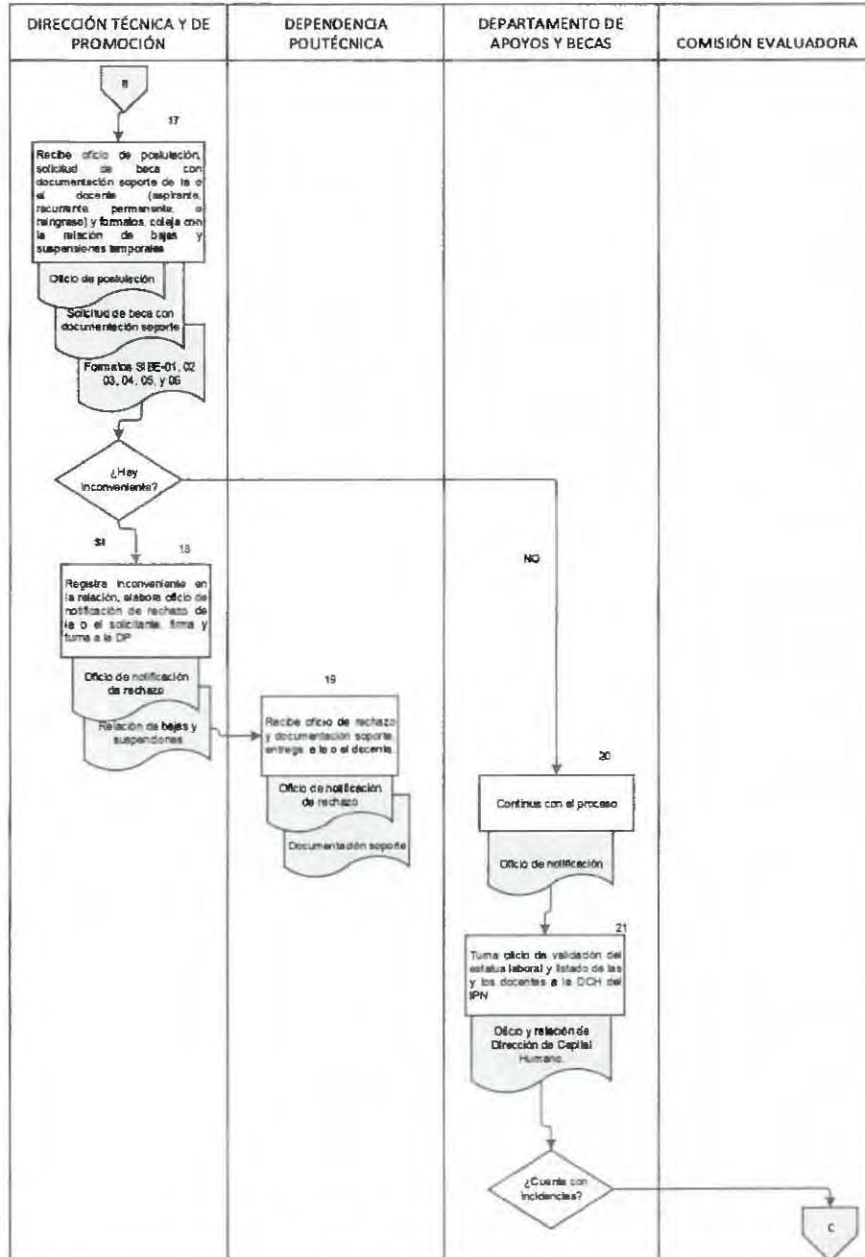 DIRECCIÓN TÉCNICA Y DE
PROMOCIÓN
DEPENDENCIA
POLITÉCNICA
DEPARTAMENTO DE
APOYOS Y BECAS
COMISIÓN EVALUADORA
B
17
Recibe oficio de postulación,
solicitud de beca con
documentación soporte de la o
el docente (aspirante,
recurrente, permanente, o
reingreso) y formatos, coteja con
la relación de bajas y
suspensiones temporales
Oficio de postulación
Solicitud de beca con
documentación soporte
Formatos SIBE-01, 02
03, 04, 05, y 06
¿Hay
inconveniente?
SI
NO
18
Registra inconveniente en
la relación, elabora oficio de
notificación de rechazo de
la o el solicitante, firma y
turna a la DP
Oficio de notificación
de rechazo
Relación de bajas y
suspensiones
19
Recibe oficio de rechazo
y documentación soporte,
entrega a la o el docente.
Oficio de notificación
de rechazo
Documentación soporte
20
Continua con el proceso
Oficio de notificación
21
Turna oficio de validación del
estatus laboral y listado de las
y los docentes a la DCH del
IPN
Oficio y relación de
Dirección de Capital
Humano.
¿Cuenta con
incidencias?
C